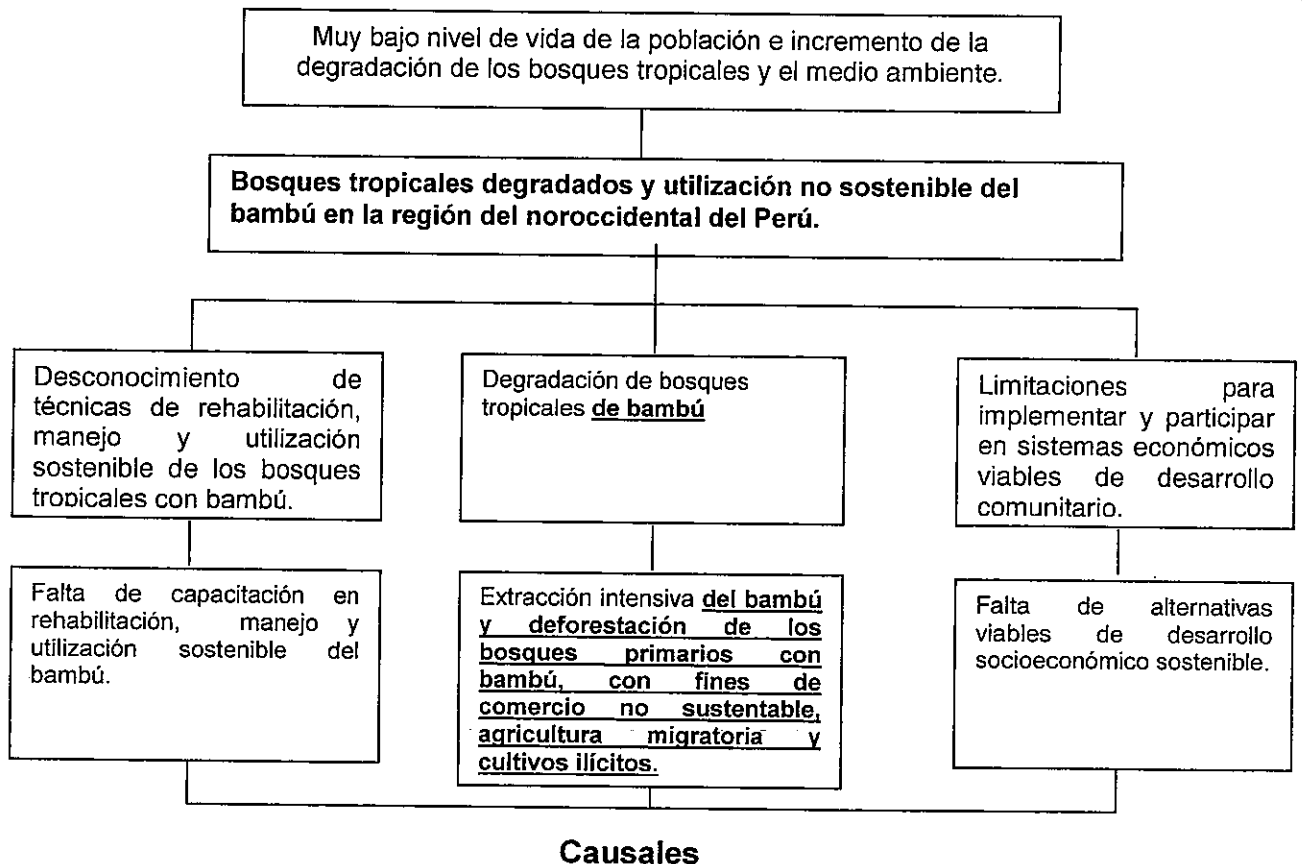 Muy bajo nivel de vida de la población e incremento de la
degradación de los bosques tropicales y el medio ambiente.
Bosques tropicales degradados y utilización no sostenible del
bambú en la región del noroccidental del Perú.
Desconocimiento de
técnicas de rehabilitación,
manejo y utilización
sostenible de los bosques
tropicales con bambú.
Degradación de bosques
tropicales de bambú
Limitaciones para
implementar y participar
en sistemas económicos
viables de desarrollo
comunitario.
Falta de capacitación en
rehabilitación, manejo y
utilización sostenible del
bambú.
Extracción intensiva del bambú
y deforestación de los
bosques primarios con
bambú, con fines de
comercio no sustentable,
agricultura migratoria y
cultivos ilícitos.
Falta de alternativas
viables de desarrollo
socioeconómico sostenible.
Causales